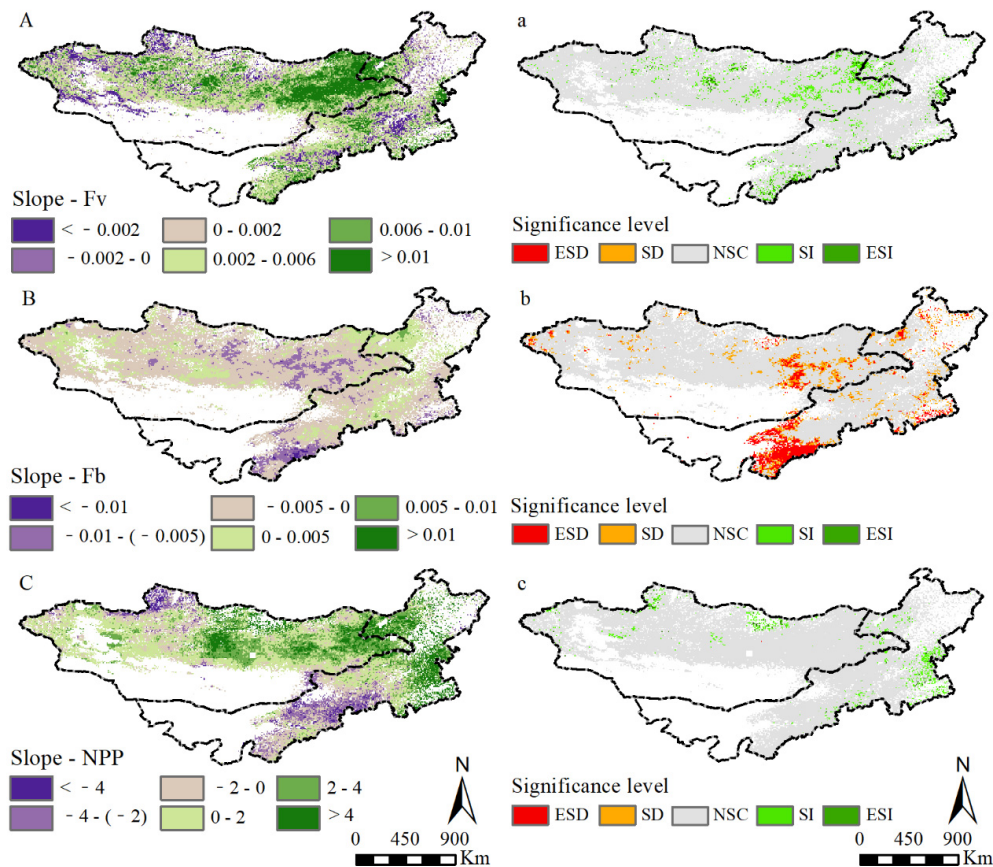 A
a
Slope - Fv
< - 0.002
0 - 0.002
0.006 - 0.01
- 0.002 - 0
0.002 - 0.006
> 0.01
Significance level
ESD SD NSC SI ESI
B
b
Slope - Fb
< - 0.01
- 0.005 - 0
0.005 - 0.01
- 0.01 - ( - 0.005)
0 - 0.005
> 0.01
Significance level
ESD SD NSC SI ESI
C
c
Slope - NPP
< - 4
- 2 - 0
2 - 4
- 4 - ( - 2)
0 - 2
> 4
N
0 450 900
Km
Significance level
ESD SD NSC SI ESI
N
0 450 900
Km